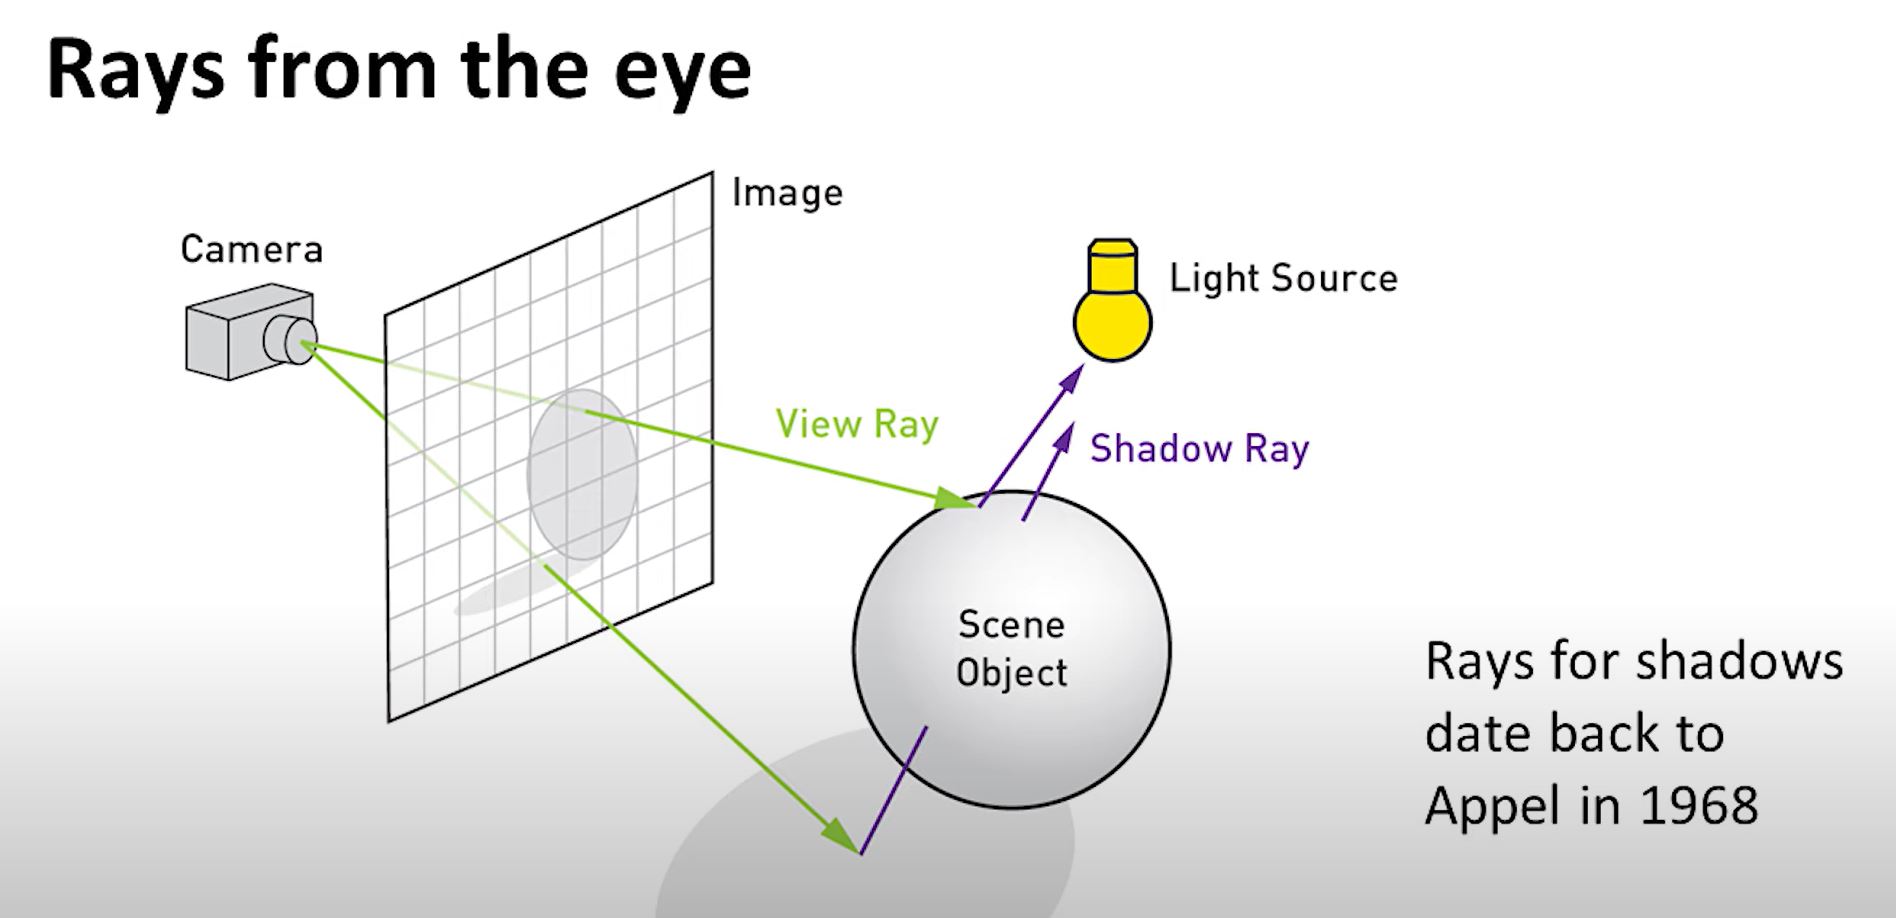 Rays from the eye
Image
Camera
Light Source
View Ray
Shadow Ray
Scene
Object
Rays for shadows
date back to
Appel in 1968